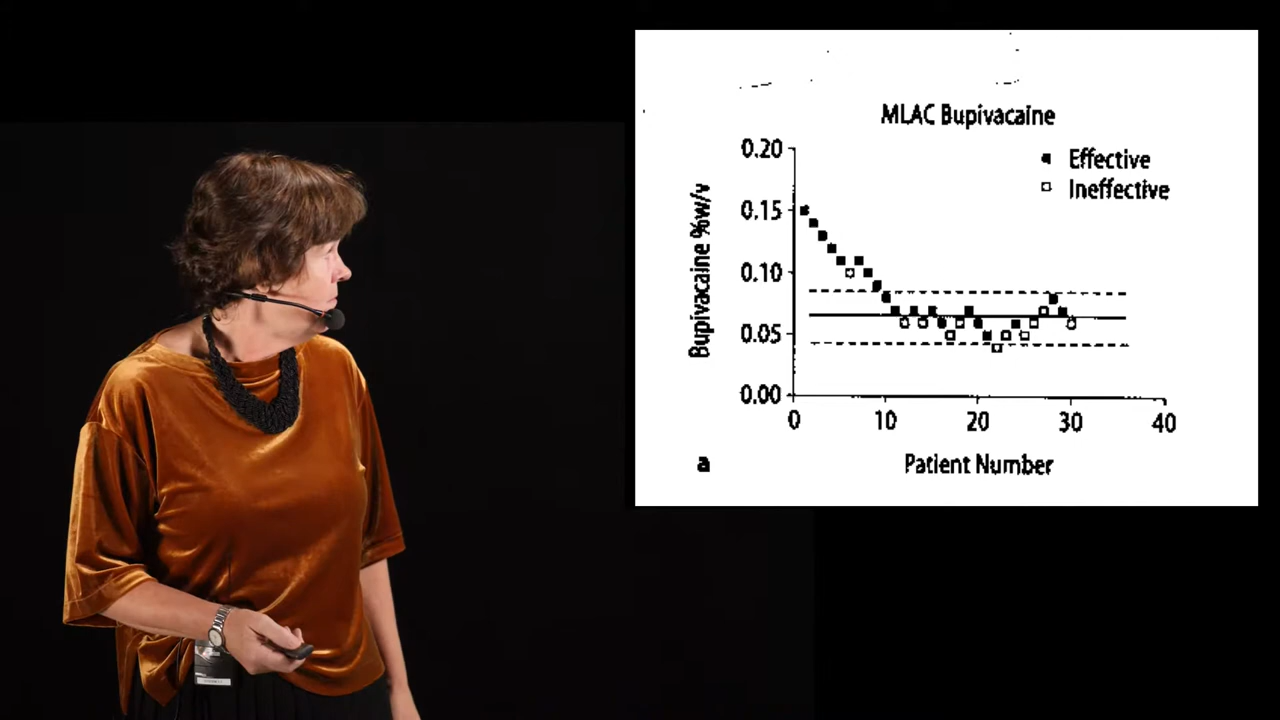 MLAC Bupivacaine
0.20
0.15
0.10
0.05
0.00
Bupivacaine %w/v
Effective
Ineffective
0 10 20 30 40
a
Patient Number